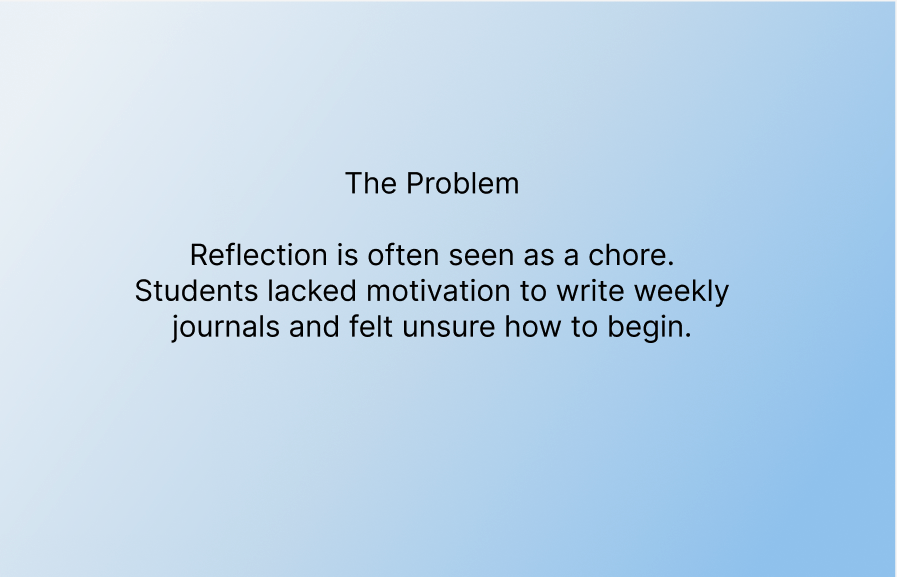 The Problem
Reflection is often seen as a chore.
Students lacked motivation to write weekly
journals and felt unsure how to begin.